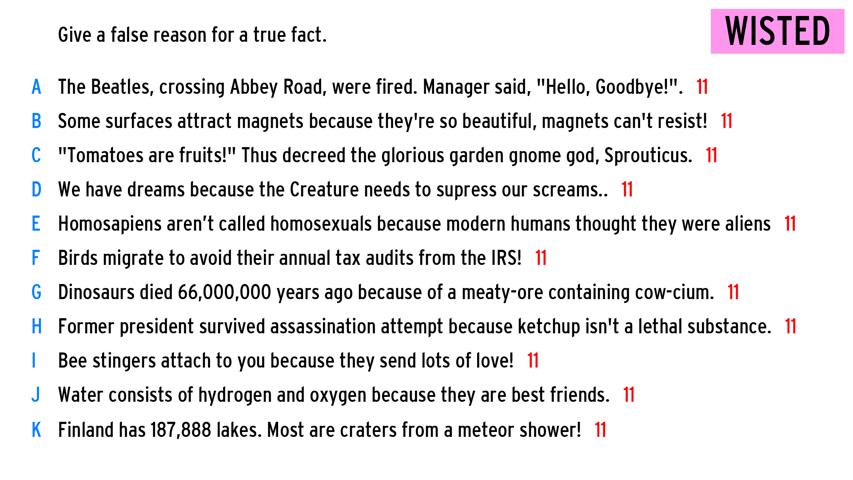 Give a false reason for a true fact.
WISTED
A The Beatles, crossing Abbey Road, were fired. Manager said, "Hello, Goodbye!". 11
B Some surfaces attract magnets because they're so beautiful, magnets can't resist! 11
C "Tomatoes are fruits!" Thus decreed the glorious garden gnome god, Sprouticus. 11
D We have dreams because the Creature needs to supress our screams.. 11
E Homosapiens aren’t called homosexuals because modern humans thought they were aliens 11
F Birds migrate to avoid their annual tax audits from the IRS! 11
G Dinosaurs died 66,000,000 years ago because of a meaty-ore containing cow-cium. 11
H Former president survived assassination attempt because ketchup isn't a lethal substance. 11
I Bee stingers attach to you because they send lots of love! 11
J Water consists of hydrogen and oxygen because they are best friends. 11
K Finland has 187,888 lakes. Most are craters from a meteor shower! 11